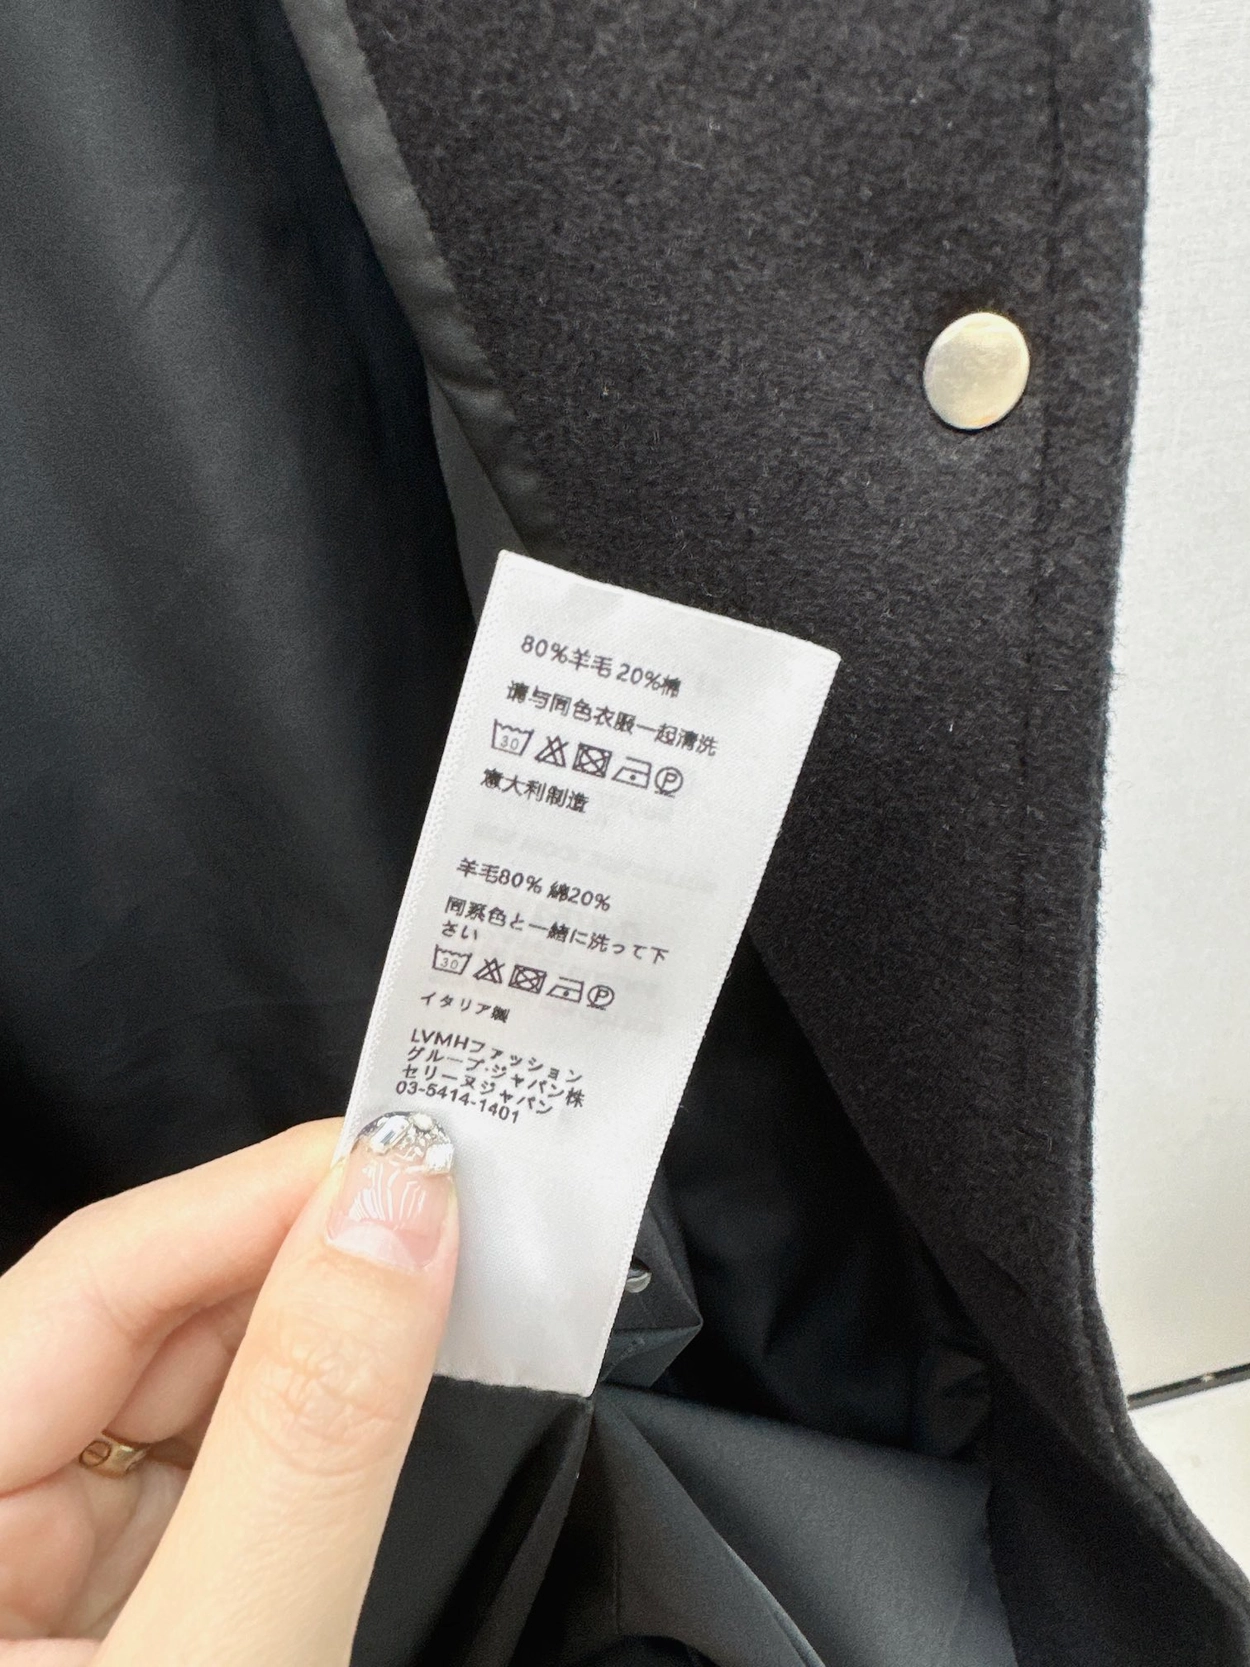 80%羊毛 20%棉
请与同色衣服一起清洗
30 P
意大利制造
羊毛80% 綿20%
同系色と一緒に洗って下
さい
30 P
イタリア製
LVMHファッション
グループ・ジャパン株
セリーヌジャパン
03-5414-1401